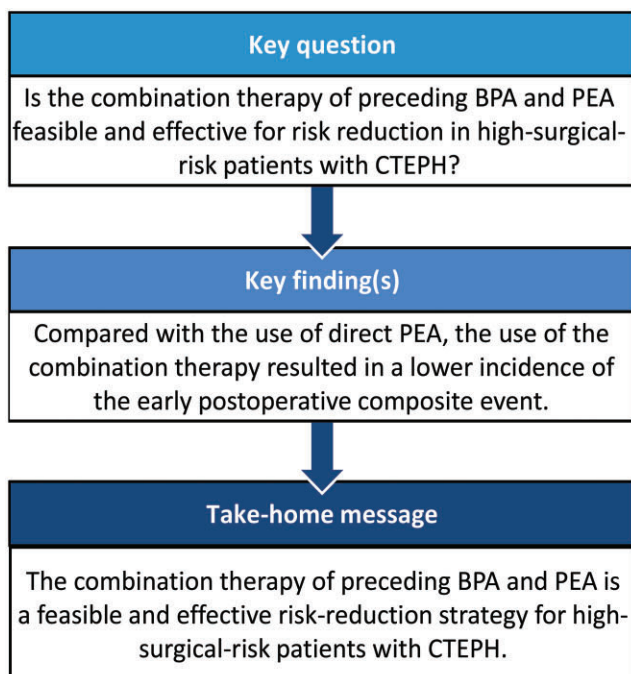 Key question
Is the combination therapy of preceding BPA and PEA
feasible and effective for risk reduction in high-surgical-
risk patients with CTEPH?
Key finding(s)
Compared with the use of direct PEA, the use of the
combination therapy resulted in a lower incidence of
the early postoperative composite event.
Take-home message
The combination therapy of preceding BPA and PEA is
a feasible and effective risk-reduction strategy for high-
surgical-risk patients with CTEPH.